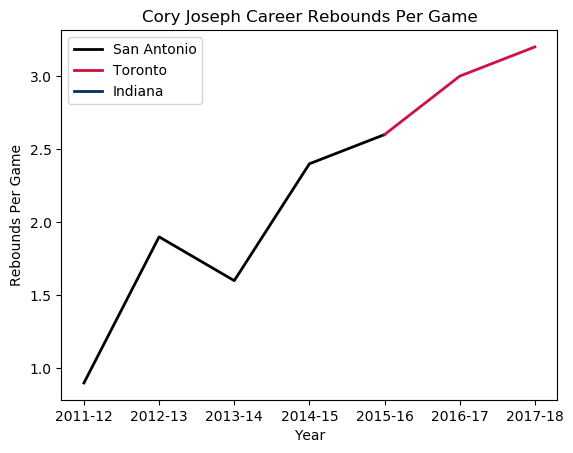 Cory Joseph Career Rebounds Per Game
San Antonio
Toronto
Indiana
Rebounds Per Game
3.0
2.5
2.0
1.5
1.0
2011-12 2012-13 2013-14 2014-15 2015-16 2016-17 2017-18
Year